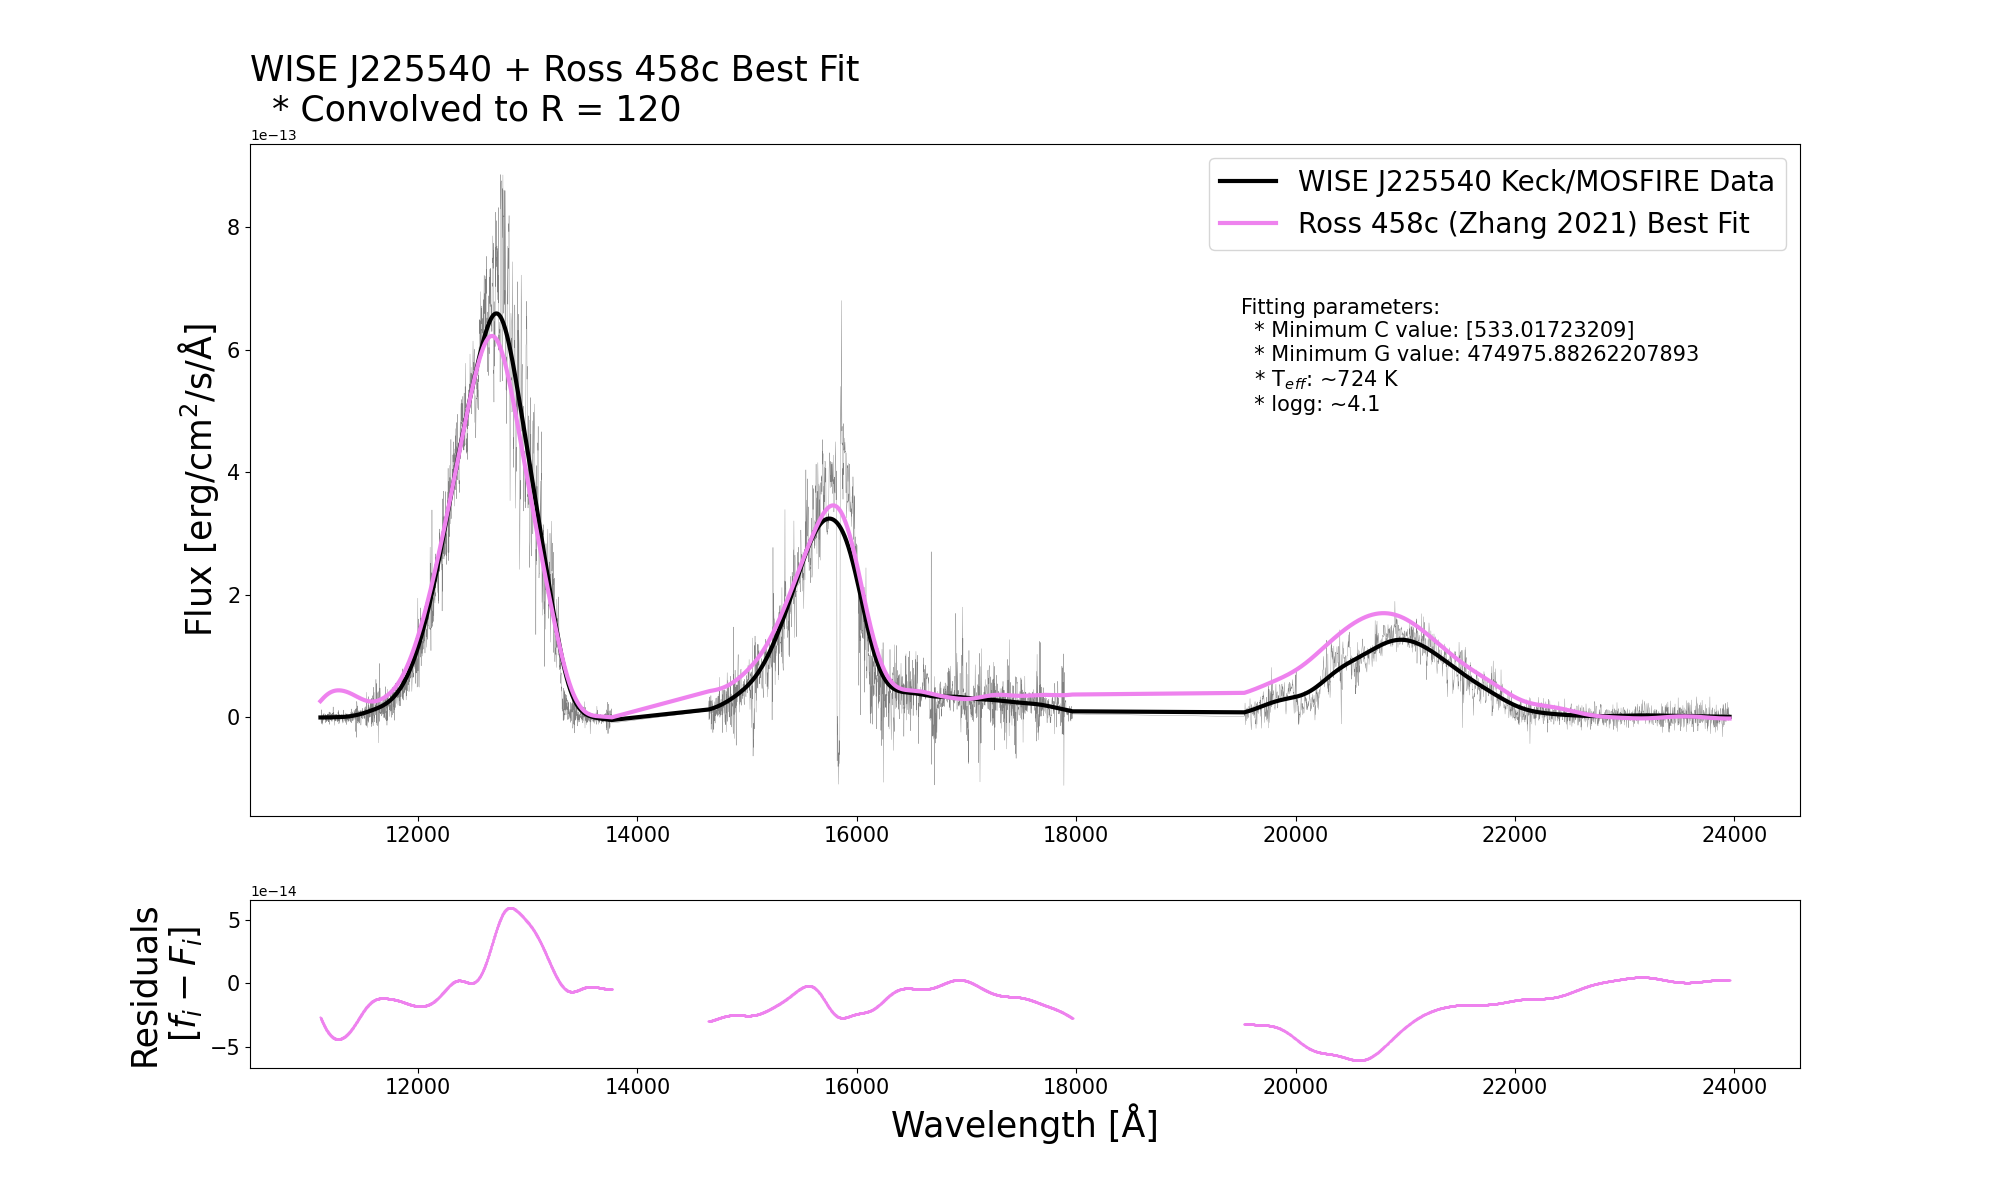 WISE J225540 + Ross 458c Best Fit
* Convolved to R = 120
1e−13
WISE J225540 Keck/MOSFIRE Data
Ross 458c (Zhang 2021) Best Fit
Fitting parameters:
* Minimum C value: [533.01723209]
* Minimum G value: 474975.88262207893
* T_eff: ~724 K
* logg: ~4.1
Flux [erg/cm²/s/Å]
8
6
4
2
0
12000 14000 16000 18000 20000 22000 24000
1e−14
Residuals
[f_i − F_i]
5
0
−5
12000 14000 16000 18000 20000 22000 24000
Wavelength [Å]